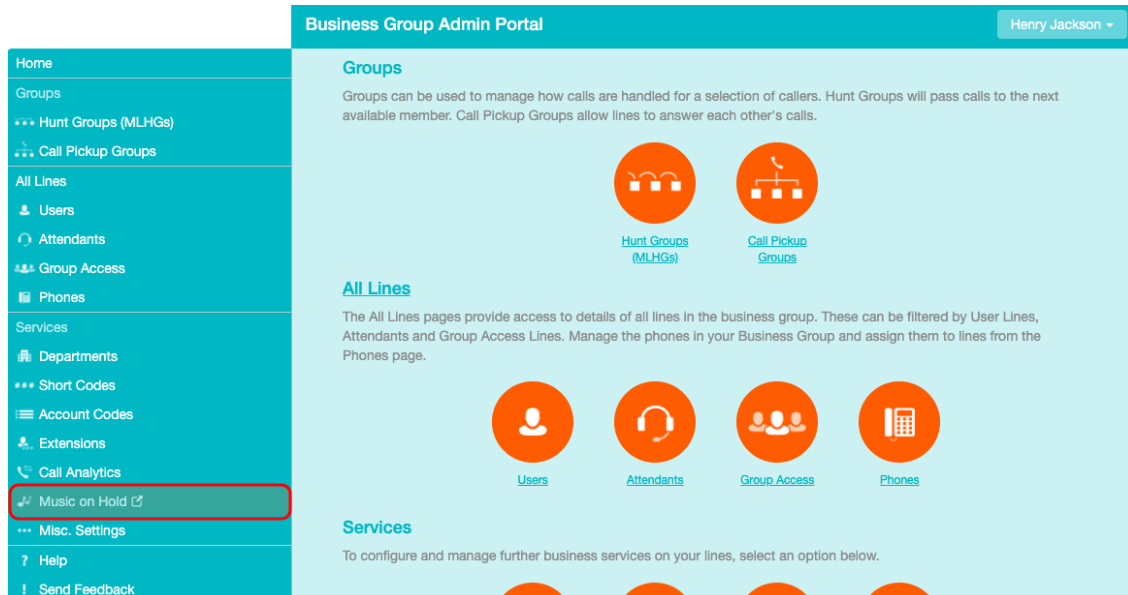 Business Group Admin Portal
Henry Jackson
Home
Groups
Hunt Groups (MLHGs)
Call Pickup Groups
All Lines
Users
Attendants
Group Access
Phones
Services
Departments
Short Codes
Account Codes
Extensions
Call Analytics
Music on Hold
Misc. Settings
? Help
! Send Feedback
Groups
Groups can be used to manage how calls are handled for a selection of callers. Hunt Groups will pass calls to the next
available member. Call Pickup Groups allow lines to answer each other's calls.
Hunt Groups
(MLHGs)
Call Pickup
Groups
All Lines
The All Lines pages provide access to details of all lines in the business group. These can be filtered by User Lines,
Attendants and Group Access Lines. Manage the phones in your Business Group and assign them to lines from the
Phones page.
Users
Attendants
Group Access
Phones
Services
To configure and manage further business services on your lines, select an option below.